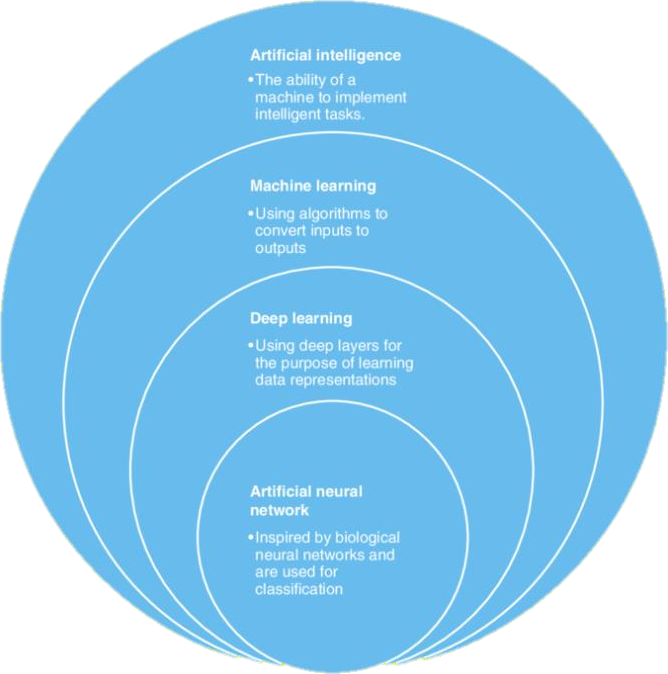 Artificial intelligence
•The ability of a
machine to implement
intelligent tasks.
Machine learning
•Using algorithms to
convert inputs to
outputs
Deep learning
•Using deep layers for
the purpose of learning
data representations
Artificial neural
network
•Inspired by biological
neural networks and
are used for
classification